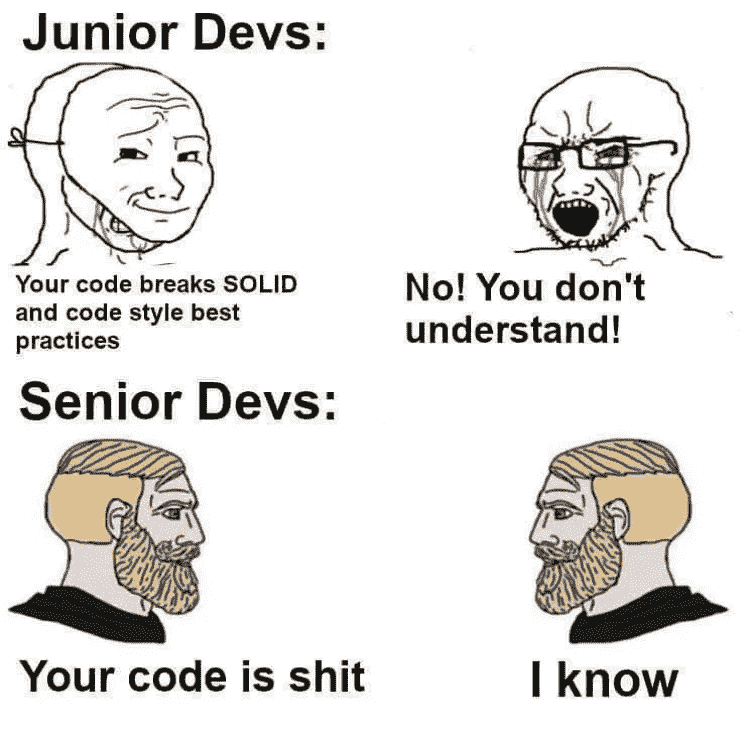 Junior Devs:
Your code breaks SOLID
and code style best
practices
No! You don't
understand!
Senior Devs:
Your code is shit
I know